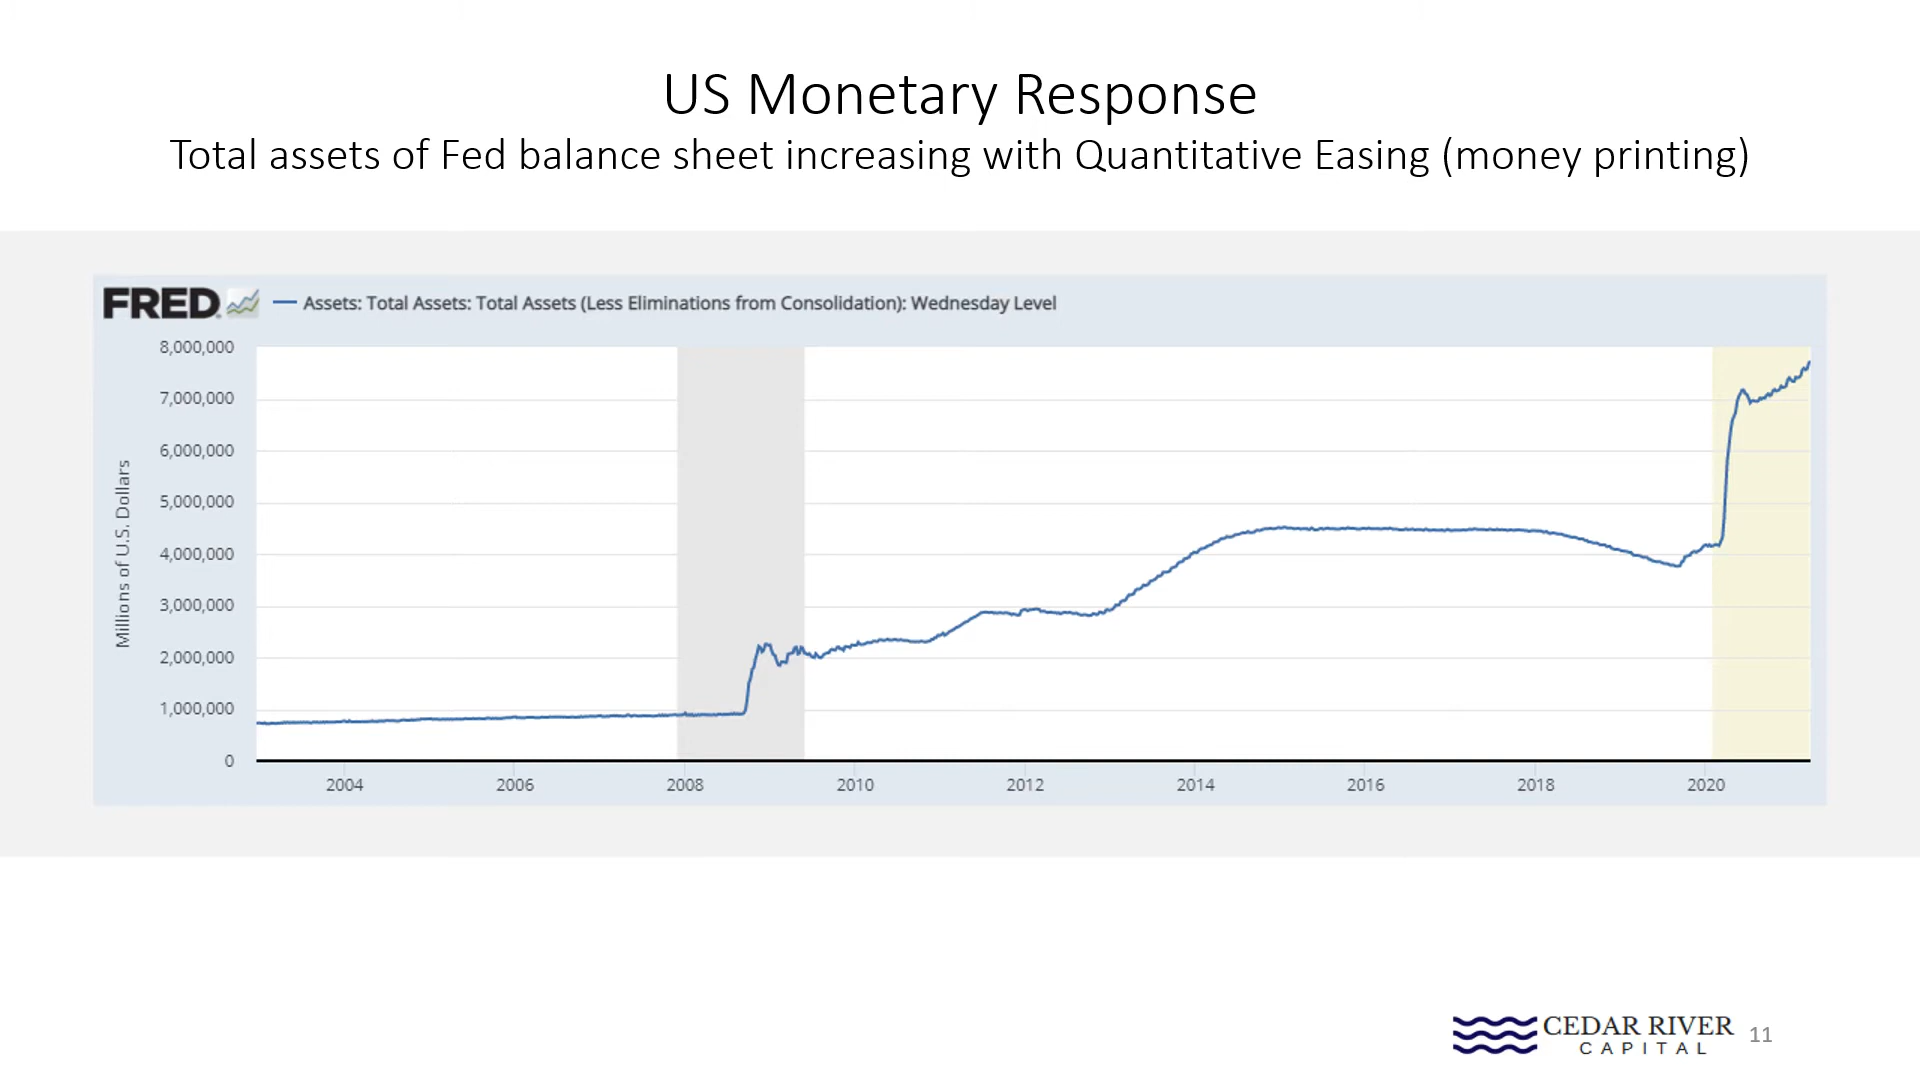 US Monetary Response
Total assets of Fed balance sheet increasing with Quantitative Easing (money printing)
FRED
Assets: Total Assets: Total Assets (Less Eliminations from Consolidation): Wednesday Level
8,000,000
7,000,000
6,000,000
5,000,000
4,000,000
3,000,000
2,000,000
1,000,000
0
Millions of U.S. Dollars
2004 2006 2008 2010 2012 2014 2016 2018 2020
CEDAR RIVER
CAPITAL
11